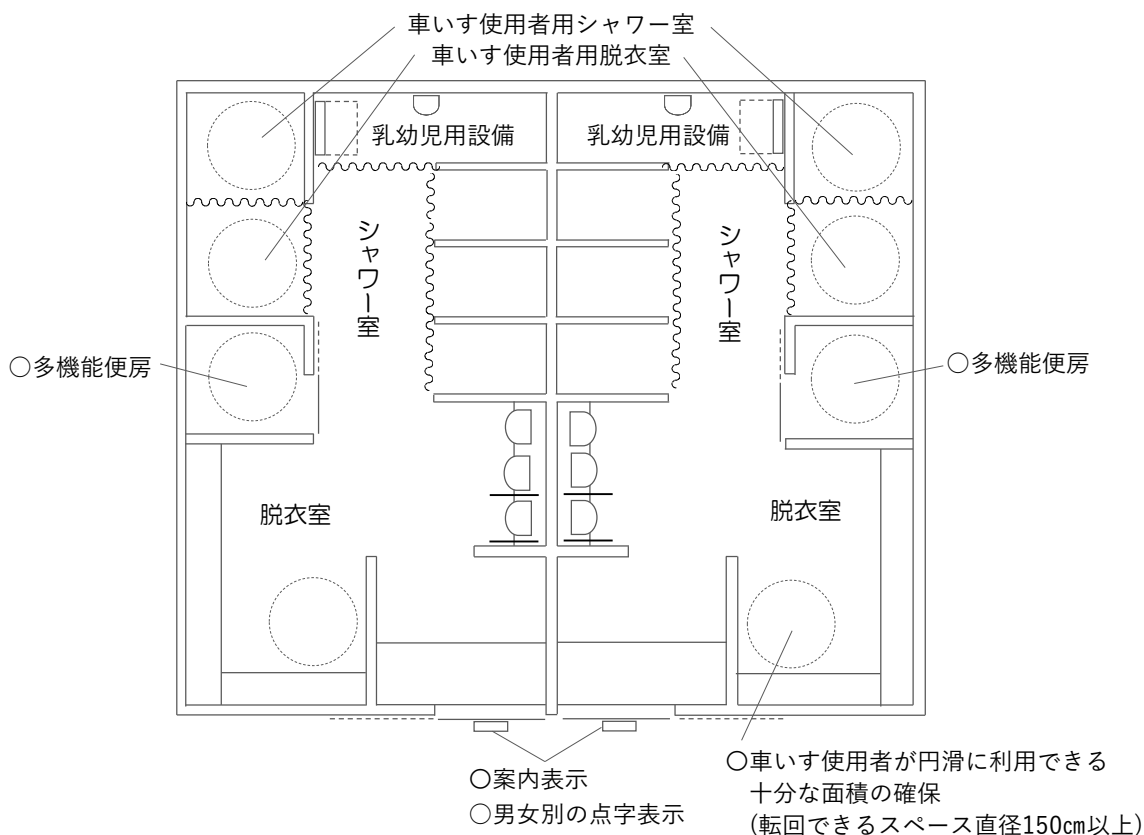 車いす使用者用シャワー室
車いす使用者用脱衣室
乳幼児用設備
乳幼児用設備
シャワー室
シャワー室
○多機能便房
○多機能便房
脱衣室
脱衣室
○案内表示
○男女別の点字表示
○車いす使用者が円滑に利用できる
十分な面積の確保
(転回できるスペース直径150㎝以上)